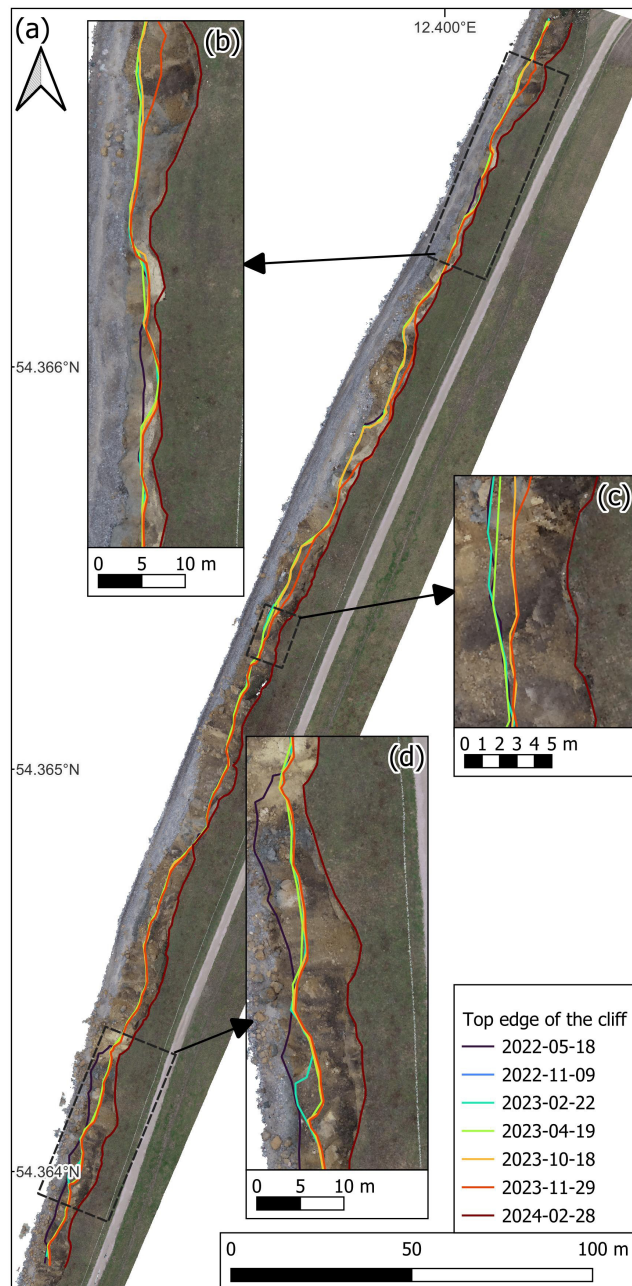 (a)
(b)
12.400°E
54.366°N
0 5 10 m
(c)
0 1 2 3 4 5 m
54.365°N
(d)
54.364°N
0 5 10 m
Top edge of the cliff
2022-05-18
2022-11-09
2023-02-22
2023-04-19
2023-10-18
2023-11-29
2024-02-28
0 50 100 m